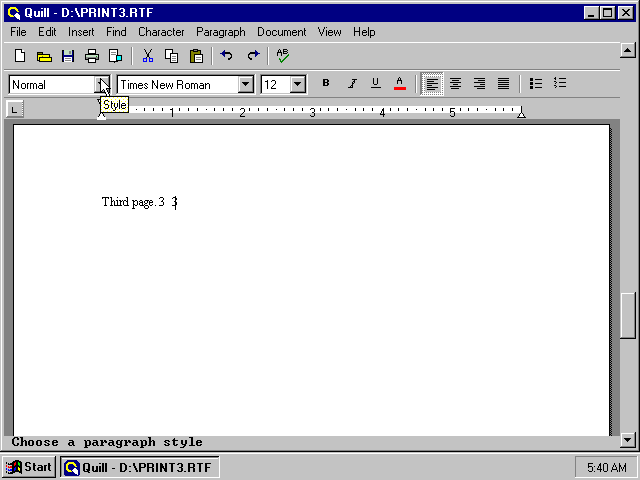 Quill - D:\PRINT3.RTF
File Edit Insert Find Character Paragraph Document View Help
ABC
Normal Times New Roman 12 B I U A
Style
L 1 2 3 4 5
Third page. 3 3
Choose a paragraph style
Start Quill - D:\PRINT3.RTF 5:40 AM